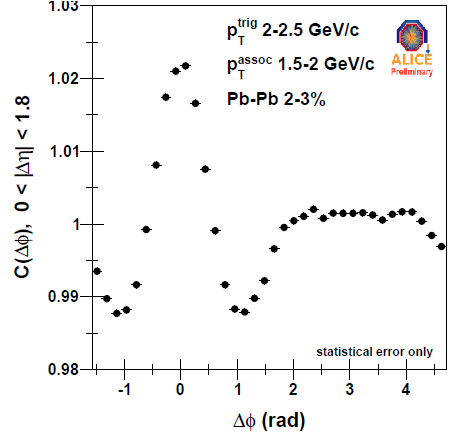 1.03
1.02
1.01
1
0.99
0.98
C(Δϕ), 0 < |Δη| < 1.8
p_T^trig 2-2.5 GeV/c
p_T^assoc 1.5-2 GeV/c
Pb-Pb 2-3%
ALICE
Preliminary
statistical error only
-1 0 1 2 3 4
Δϕ (rad)